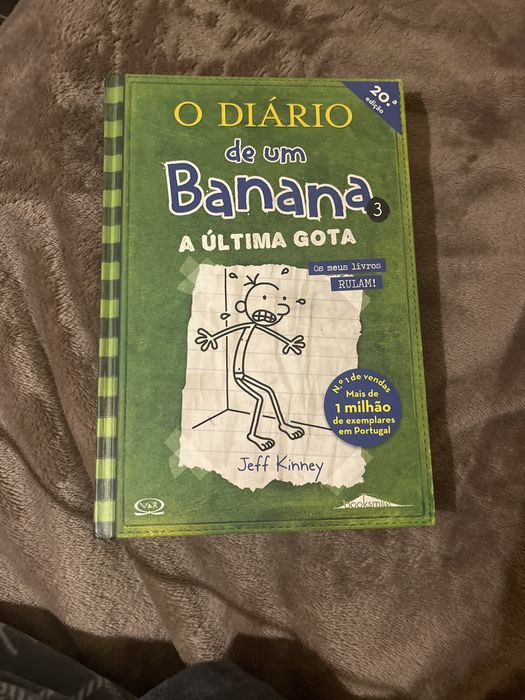 20.ª
edição
O DIÁRIO
de um
Banana
3
A ÚLTIMA GOTA
Os meus livros
RULAM!
N.º 1 de vendas
Mais de
1 milhão
de exemplares
em Portugal
Jeff Kinney
V&R
booksmile